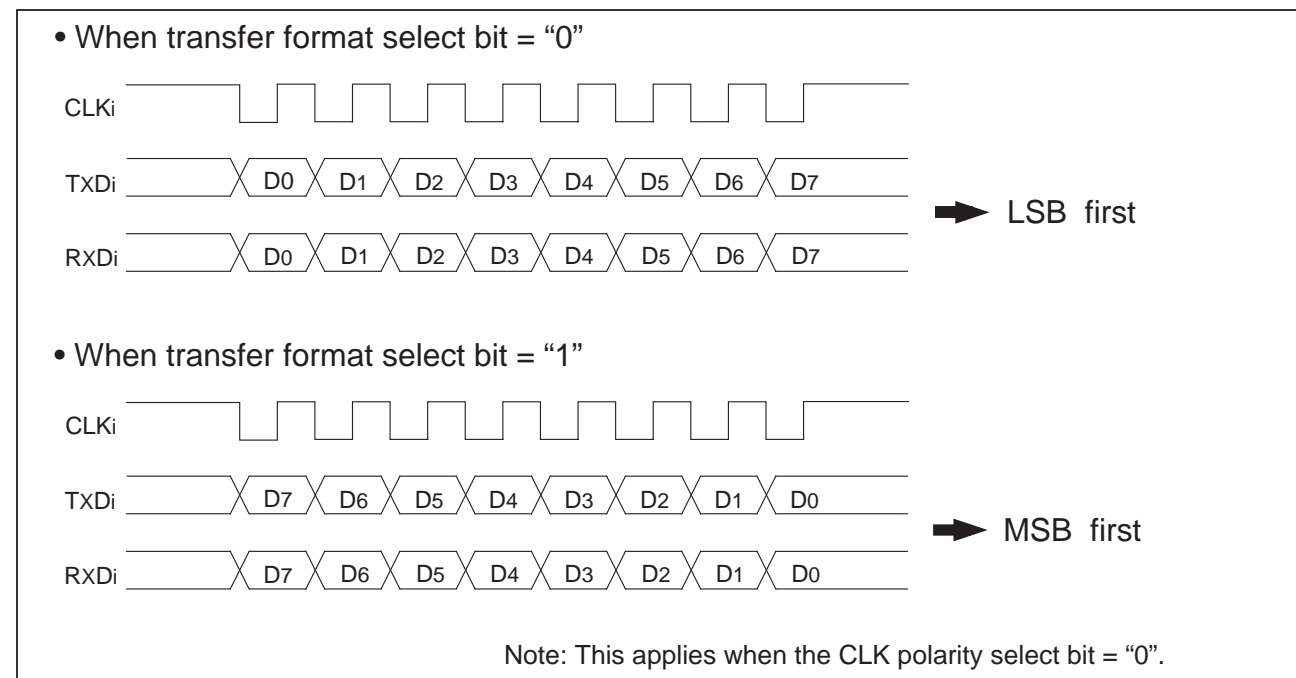 • When transfer format select bit = “0”
CLKi
TXDi D0 D1 D2 D3 D4 D5 D6 D7
LSB first
RXDi D0 D1 D2 D3 D4 D5 D6 D7
• When transfer format select bit = “1”
CLKi
TXDi D7 D6 D5 D4 D3 D2 D1 D0
MSB first
RXDi D7 D6 D5 D4 D3 D2 D1 D0
Note: This applies when the CLK polarity select bit = “0”.